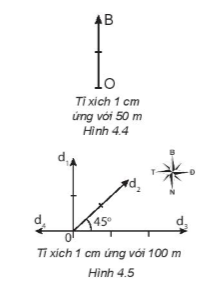 B
O
Tỉ xích 1 cm
ứng với 50 m
Hình 4.4
d₁
B
d₂
T
Đ
45°
N
d₄
d₃
0
Tỉ xích 1 cm ứng với 100 m
Hình 4.5